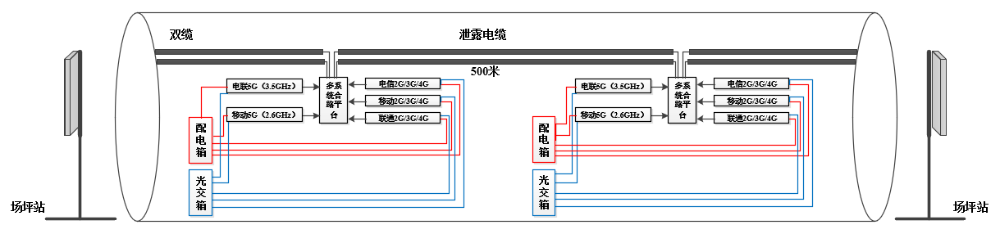 双缆
泄露电缆
500米
电联5G（3.5GHz）
移动5G（2.6GHz）
多系统合路平台
电信2G/3G/4G
移动2G/3G/4G
联通2G/3G/4G
配电箱
光交箱
电联5G（3.5GHz）
移动5G（2.6GHz）
多系统合路平台
电信2G/3G/4G
移动2G/3G/4G
联通2G/3G/4G
配电箱
光交箱
场坪站
场坪站